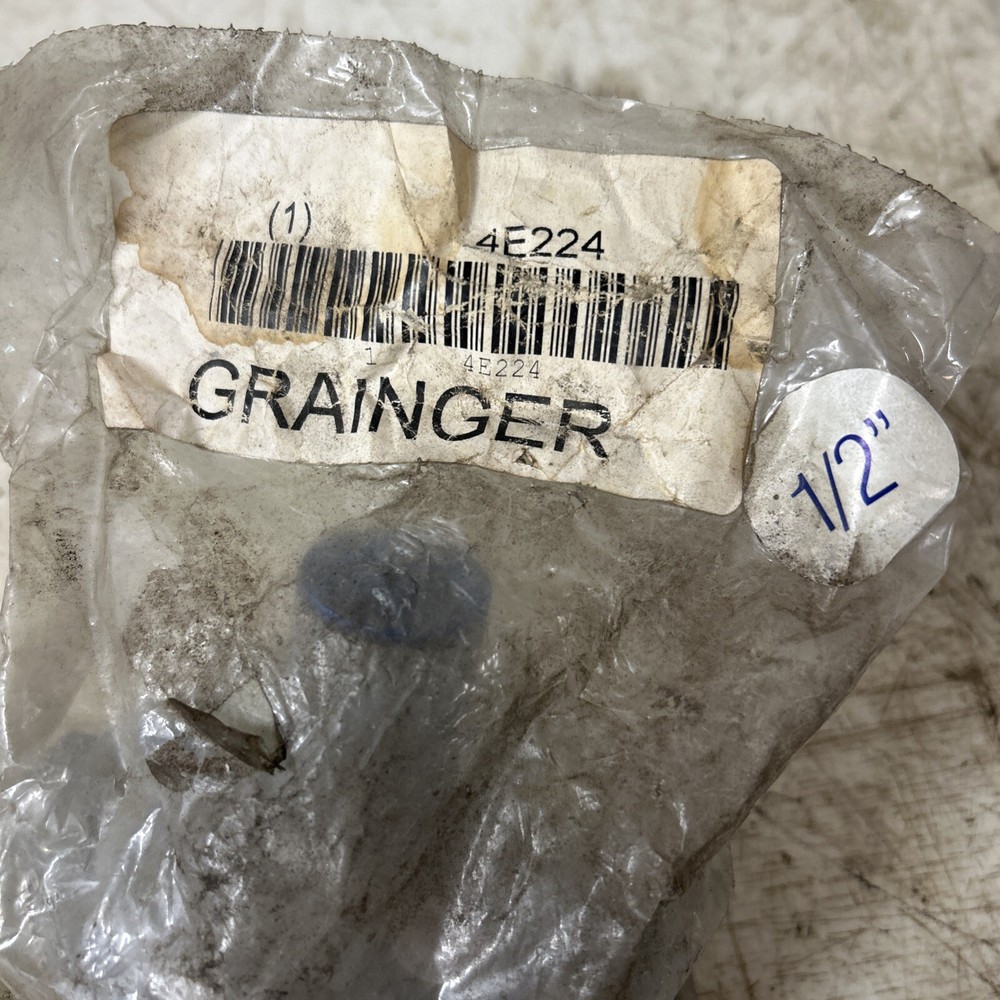 (1) 4E224
1 4E224
GRAINGER
1/2”